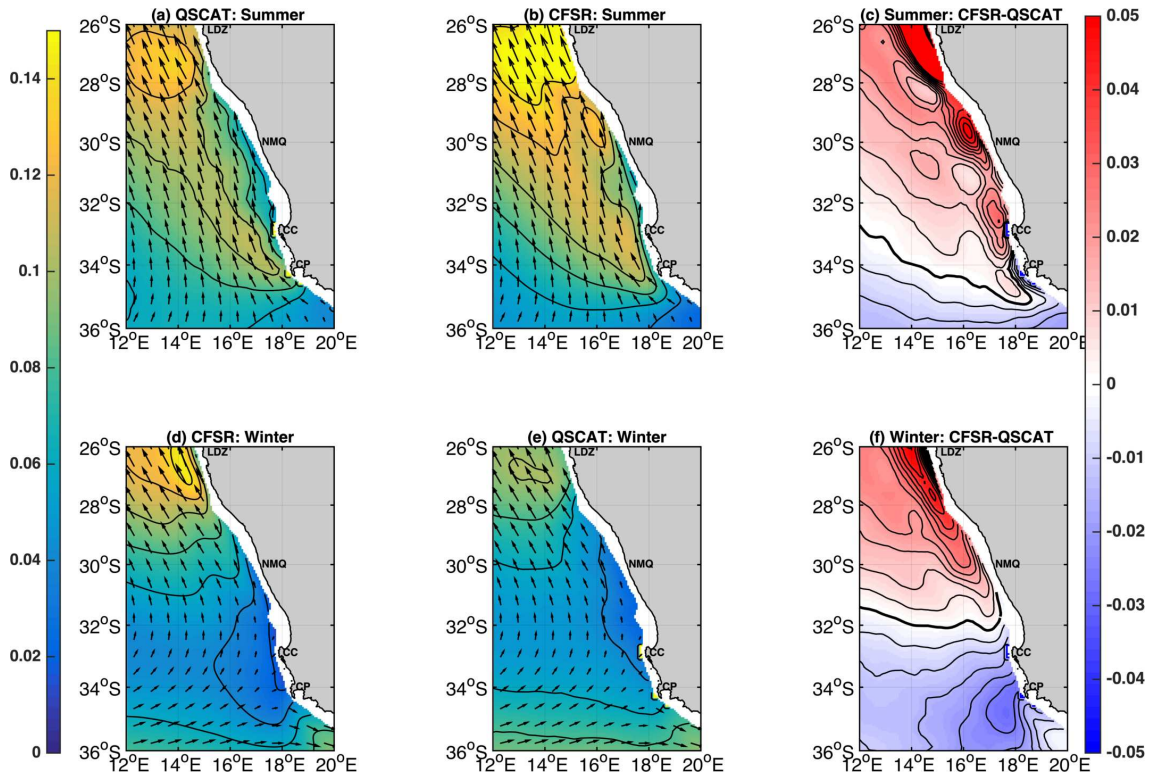 (a) QSCAT: Summer
(b) CFSR: Summer
(c) Summer: CFSR-QSCAT
0.14
0.12
0.1
0.08
0.06
0.04
0.02
0
26°S
28°S
30°S
32°S
34°S
36°S
12°E 14°E 16°E 18°E 20°E
LDZ
NMQ
CC
CP
26°S
28°S
30°S
32°S
34°S
36°S
12°E 14°E 16°E 18°E 20°E
LDZ
NMQ
CC
CP
26°S
28°S
30°S
32°S
34°S
36°S
12°E 14°E 16°E 18°E 20°E
LDZ
NMQ
CC
CP
0.05
0.04
0.03
0.02
0.01
0
-0.01
-0.02
-0.03
-0.04
-0.05
(d) CFSR: Winter
(e) QSCAT: Winter
(f) Winter: CFSR-QSCAT
26°S
28°S
30°S
32°S
34°S
36°S
12°E 14°E 16°E 18°E 20°E
LDZ
NMQ
CC
CP
26°S
28°S
30°S
32°S
34°S
36°S
12°E 14°E 16°E 18°E 20°E
LDZ
NMQ
CC
CP
26°S
28°S
30°S
32°S
34°S
36°S
12°E 14°E 16°E 18°E 20°E
LDZ
NMQ
CC
CP